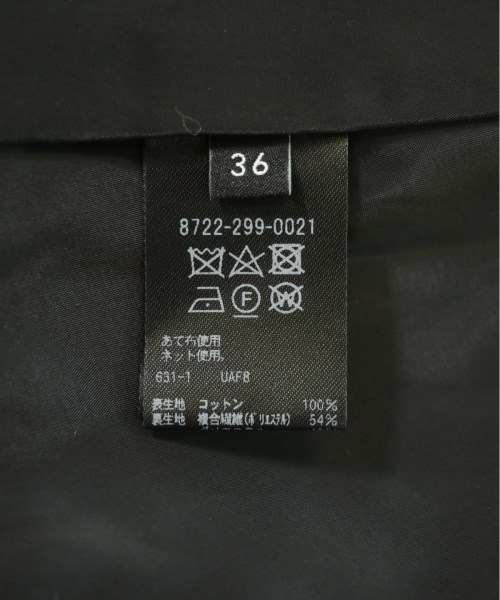 36
8722-299-0021
F W
あて布使用
ネット使用。
631-1 UAF8
表生地 コットン 100%
裏生地 複合繊維(ポリエステル) 54%